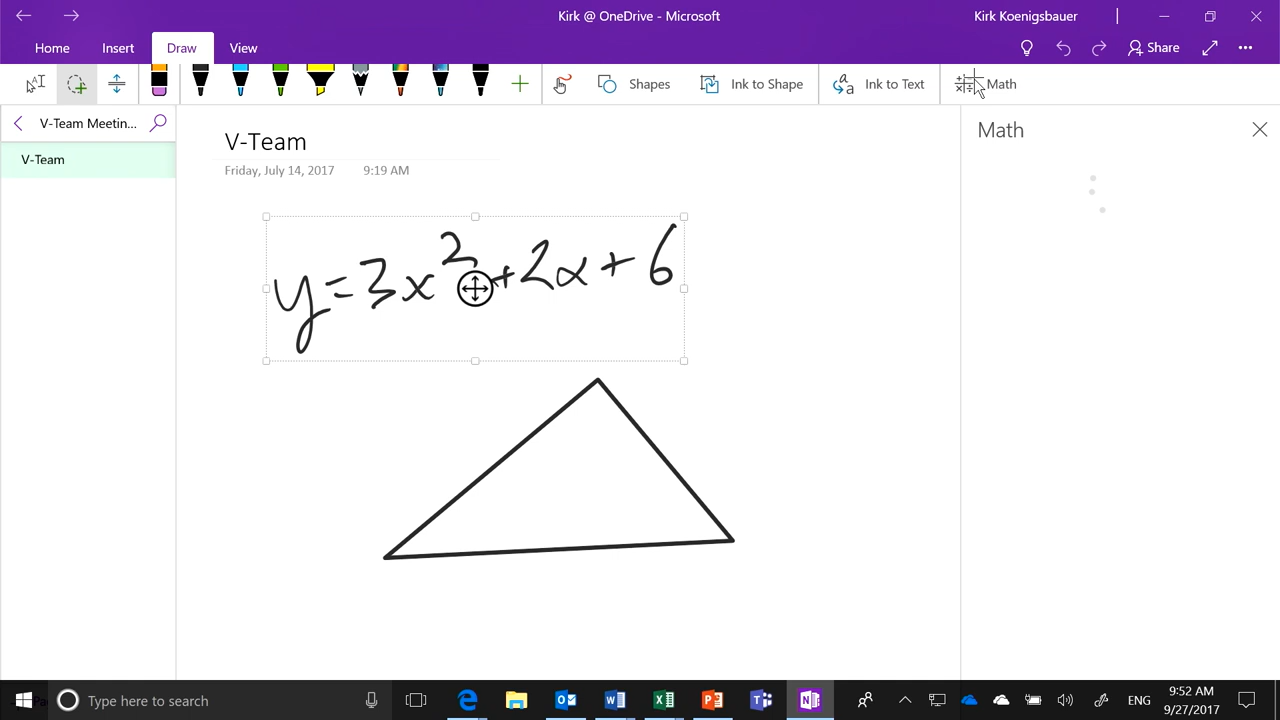 Kirk @ OneDrive - Microsoft
Kirk Koenigsbauer
Home Insert Draw View
Share
Shapes Ink to Shape Ink to Text Math
V-Team Meetin...
V-Team
V-Team
Friday, July 14, 2017 9:19 AM
y = 3x² + 2x + 6
Math
Type here to search
ENG
9:52 AM
9/27/2017